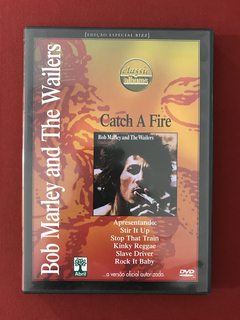 [EDIÇÃO ESPECIAL BIZZ]
Classic
albums
Catch A Fire
Bob Marley and The Wailers
Bob Marley and The Wailers
Apresentando:
Stir It Up
Stop That Train
Kinky Reggae
Slave Driver
Rock It Baby
Abril
...a versão oficial autorizada
DVD